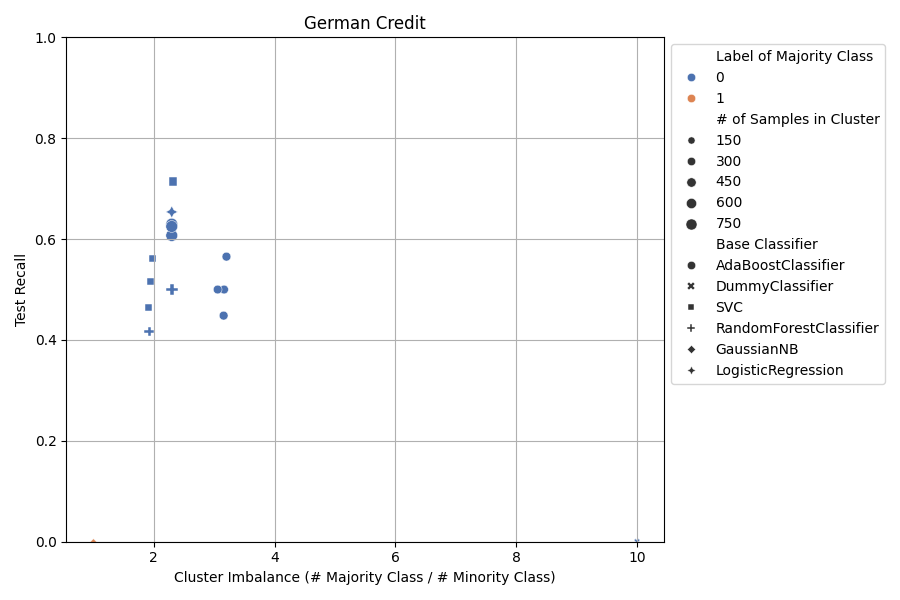 German Credit
1.0
0.8
0.6
0.4
0.2
0.0
Test Recall
2
4
6
8
10
Cluster Imbalance (# Majority Class / # Minority Class)
Label of Majority Class
0
1
# of Samples in Cluster
150
300
450
600
750
Base Classifier
AdaBoostClassifier
DummyClassifier
SVC
RandomForestClassifier
GaussianNB
LogisticRegression